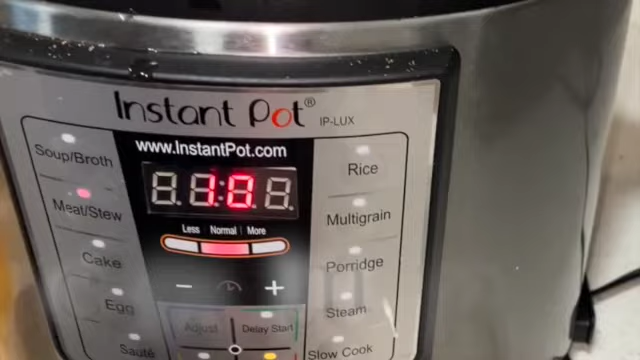 Instant Pot® IP-LUX
www.InstantPot.com
Soup/Broth
Meat/Stew
Cake
Egg
Sauté
10
Less | Normal | More
− +
Adjust
Delay Start
Rice
Multigrain
Porridge
Steam
Slow Cook